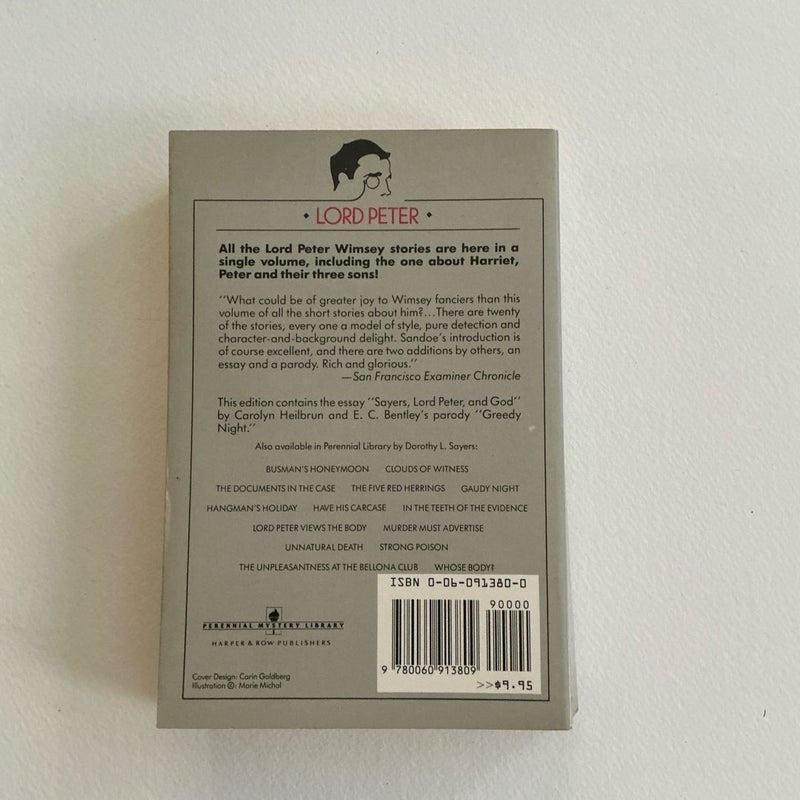 • LORD PETER •
All the Lord Peter Wimsey stories are here in a
single volume, including the one about Harriet,
Peter and their three sons!
"What could be of greater joy to Wimsey fanciers than this
volume of all the short stories about him?...There are twenty
of the stories, every one a model of style, pure detection and
character-and-background delight. Sandoe's introduction is
of course excellent, and there are two additions by others, an
essay and a parody. Rich and glorious."
—San Francisco Examiner Chronicle
This edition contains the essay "Sayers, Lord Peter, and God"
by Carolyn Heilbrun and E. C. Bentley's parody "Greedy
Night."
Also available in Perennial Library by Dorothy L. Sayers:
BUSMAN'S HONEYMOON CLOUDS OF WITNESS
THE DOCUMENTS IN THE CASE THE FIVE RED HERRINGS GAUDY NIGHT
HANGMAN'S HOLIDAY HAVE HIS CARCASE IN THE TEETH OF THE EVIDENCE
LORD PETER VIEWS THE BODY MURDER MUST ADVERTISE
UNNATURAL DEATH STRONG POISON
THE UNPLEASANTNESS AT THE BELLONA CLUB WHOSE BODY?
ISBN 0-06-091380-0
90000
9 780060 913809
>>$9.95
PERENNIAL MYSTERY LIBRARY
HARPER & ROW PUBLISHERS
Cover Design: Carin Goldberg
Illustration ©: Marie Michal